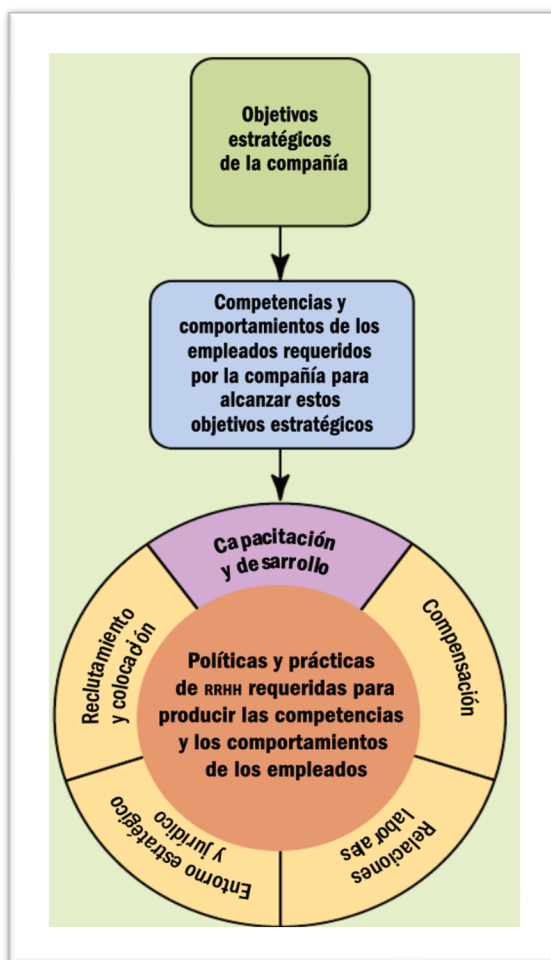 Objetivos
estratégicos
de la compañía
Competencias y
comportamientos de los
empleados requeridos
por la compañía para
alcanzar estos
objetivos estratégicos
Capacitación
y desarrollo
Reclutamiento
y colocación
Compensación
Políticas y prácticas
de RRHH requeridas para
producir las competencias
y los comportamientos
de los empleados
Entorno estratégico
y jurídico
Relaciones
laborales